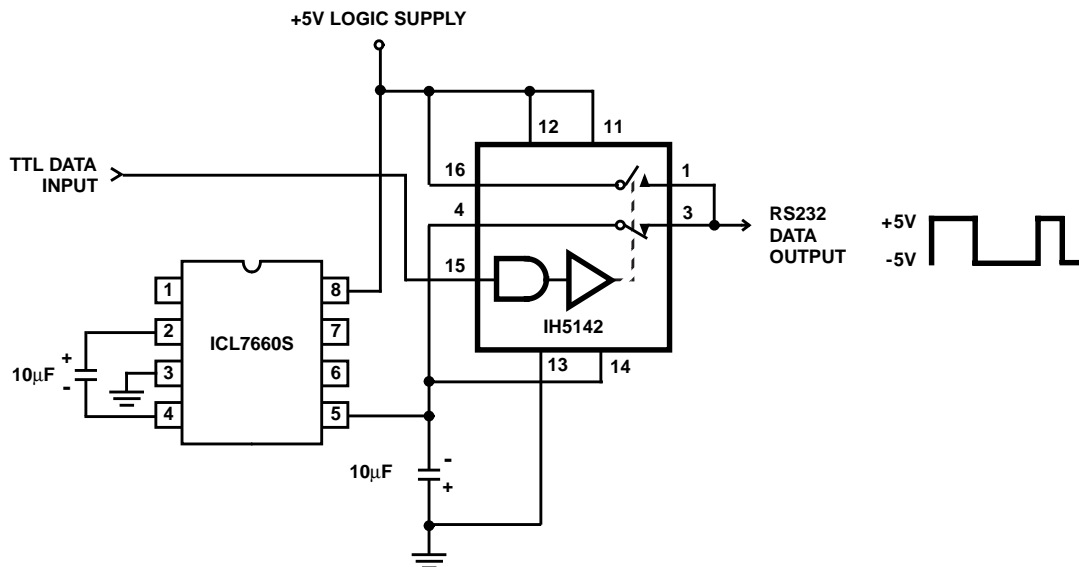 +5V LOGIC SUPPLY
12
11
TTL DATA
INPUT
16
1
4
3
RS232
DATA
OUTPUT
+5V
-5V
15
IH5142
13
14
1
8
2
7
ICL7660S
3
6
4
5
+
10µF
-
10µF
-
+